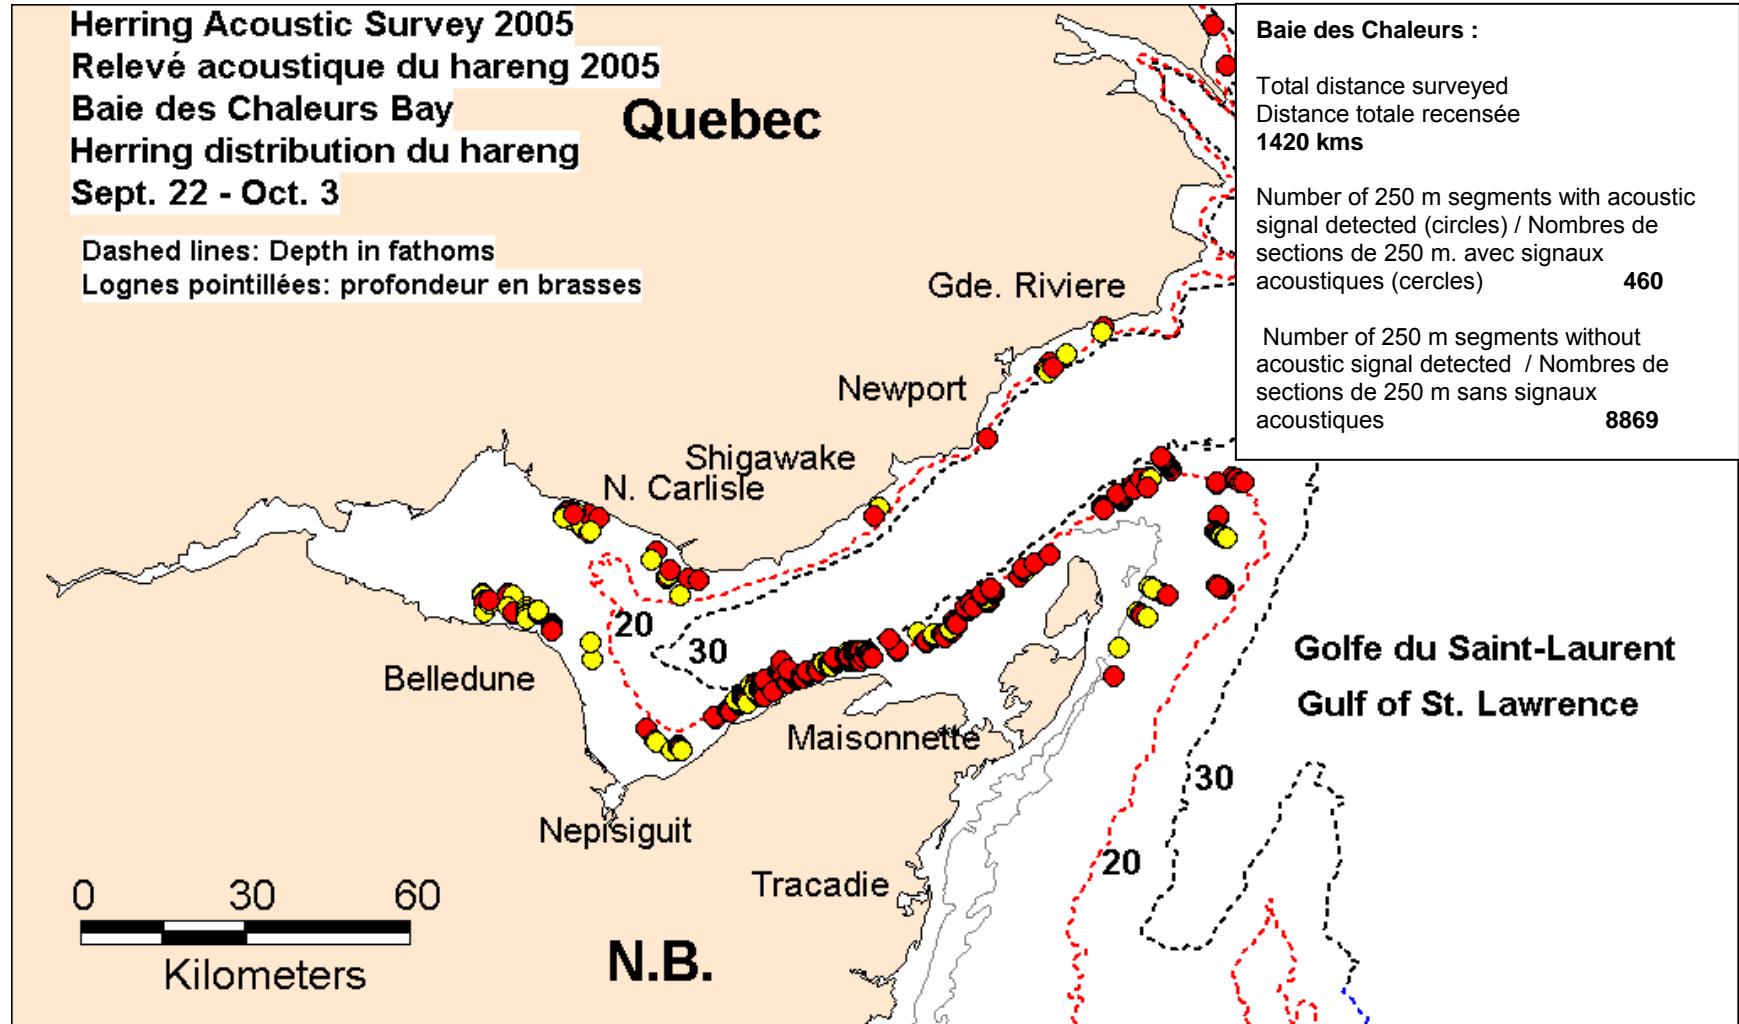 Herring Acoustic Survey 2005
Relevé acoustique du hareng 2005
Baie des Chaleurs Bay
Herring distribution du hareng
Sept. 22 - Oct. 3
Dashed lines: Depth in fathoms
Lognes pointillées: profondeur en brasses
Quebec
Baie des Chaleurs :
Total distance surveyed
Distance totale recensée
1420 kms
Number of 250 m segments with acoustic
signal detected (circles) / Nombres de
sections de 250 m. avec signaux
acoustiques (cercles) 460
Number of 250 m segments without
acoustic signal detected / Nombres de
sections de 250 m sans signaux
acoustiques 8869
Gde. Riviere
Newport
Shigawake
N. Carlisle
20
30
Belledune
Maisonnette
Nepisiguit
Tracadie
Golfe du Saint-Laurent
Gulf of St. Lawrence
30
20
0 30 60
Kilometers
N.B.